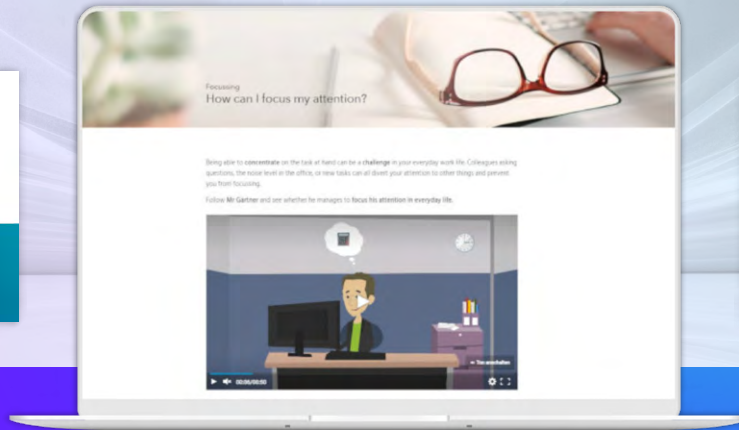 Focussing
How can I focus my attention?
Being able to concentrate on the task at hand can be a challenge in your everyday work life. Colleagues asking
questions, the noise level in the office, or new tasks can all divert your attention to other things and prevent
you from focussing.
Follow Mr Gärtner and see whether he manages to focus his attention in everyday life.
Ton einschalten
00:06/00:00